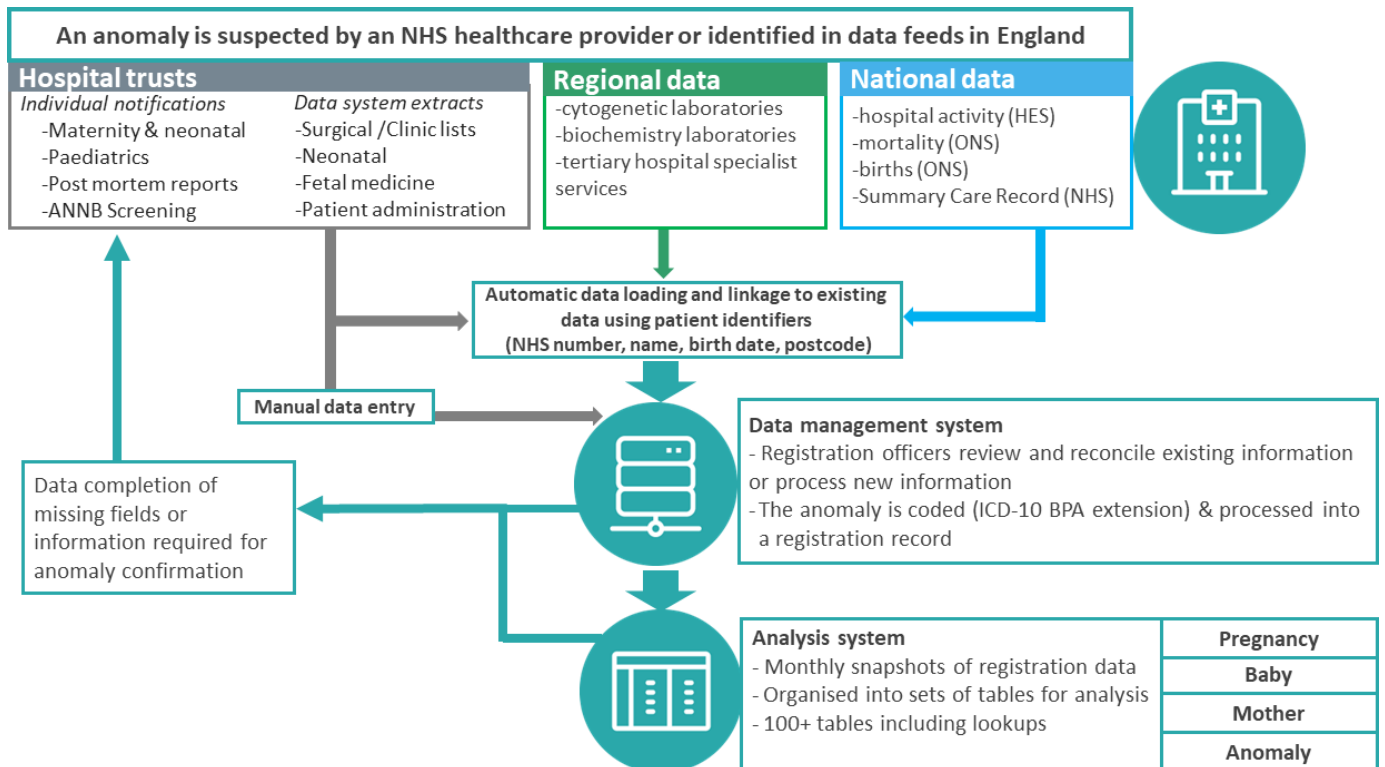 An anomaly is suspected by an NHS healthcare provider or identified in data feeds in England
Hospital trusts
Individual notifications
-Maternity & neonatal
-Paediatrics
-Post mortem reports
-ANNB Screening
Data system extracts
-Surgical /Clinic lists
-Neonatal
-Fetal medicine
-Patient administration
Regional data
-cytogenetic laboratories
-biochemistry laboratories
-tertiary hospital specialist
services
National data
-hospital activity (HES)
-mortality (ONS)
-births (ONS)
-Summary Care Record (NHS)
Automatic data loading and linkage to existing
data using patient identifiers
(NHS number, name, birth date, postcode)
Manual data entry
Data management system
- Registration officers review and reconcile existing information
or process new information
- The anomaly is coded (ICD-10 BPA extension) & processed into
a registration record
Data completion of
missing fields or
information required for
anomaly confirmation
Analysis system
- Monthly snapshots of registration data
- Organised into sets of tables for analysis
- 100+ tables including lookups
Pregnancy
Baby
Mother
Anomaly